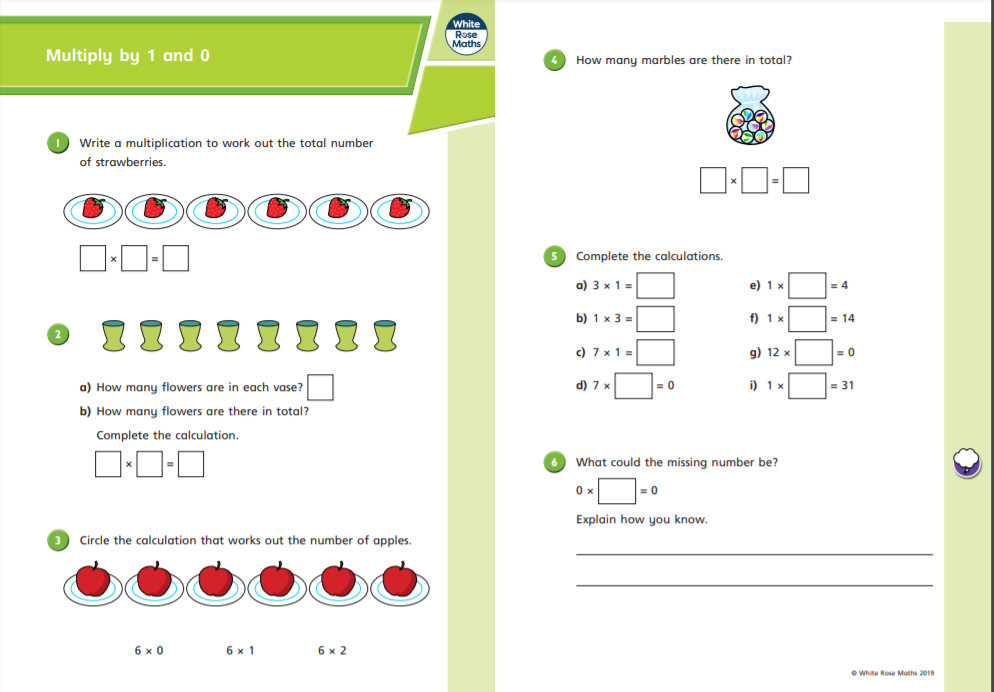 Multiply by 1 and 0
White
Rose
Maths
1 Write a multiplication to work out the total number
of strawberries.
× =
2
a) How many flowers are in each vase?
b) How many flowers are there in total?
Complete the calculation.
× =
3 Circle the calculation that works out the number of apples.
6 × 0 6 × 1 6 × 2
4 How many marbles are there in total?
× =
5 Complete the calculations.
a) 3 × 1 = e) 1 × = 4
b) 1 × 3 = f) 1 × = 14
c) 7 × 1 = g) 12 × = 0
d) 7 × = 0 i) 1 × = 31
6 What could the missing number be?
0 × = 0
Explain how you know.
© White Rose Maths 2019